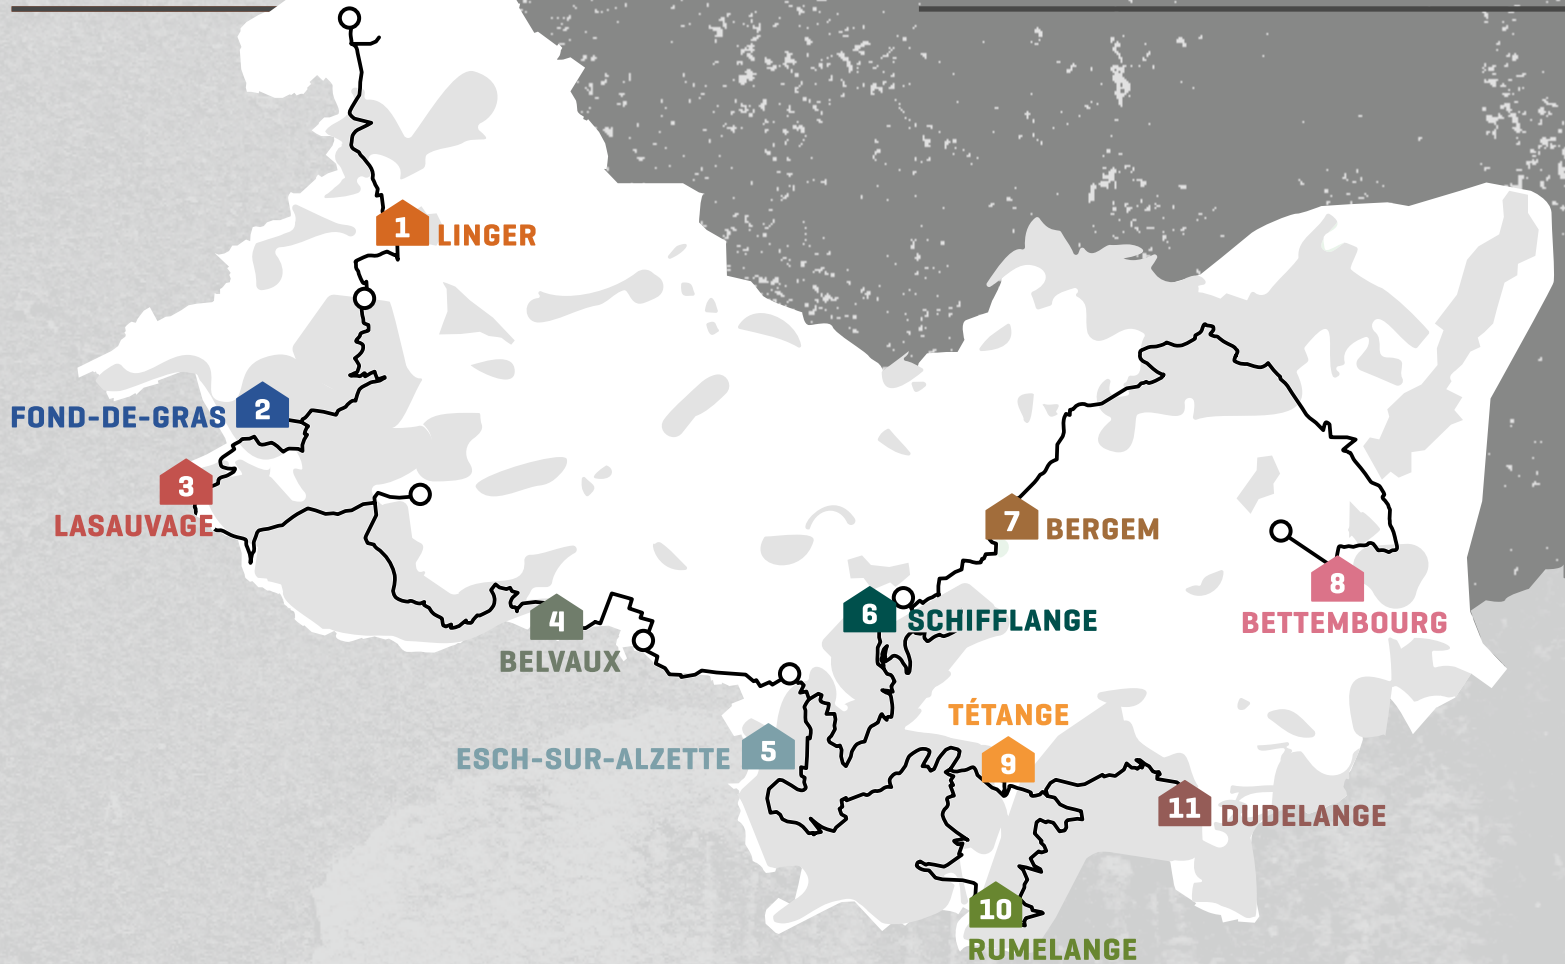 1 LINGER
FOND-DE-GRAS 2
3
LASAUVAGE
4
BELVAUX
ESCH-SUR-ALZETTE 5
6 SCHIFFLANGE
7 BERGEM
8
BETTEMBOURG
TÉTANGE
9
10
RUMELANGE
11 DUDELANGE